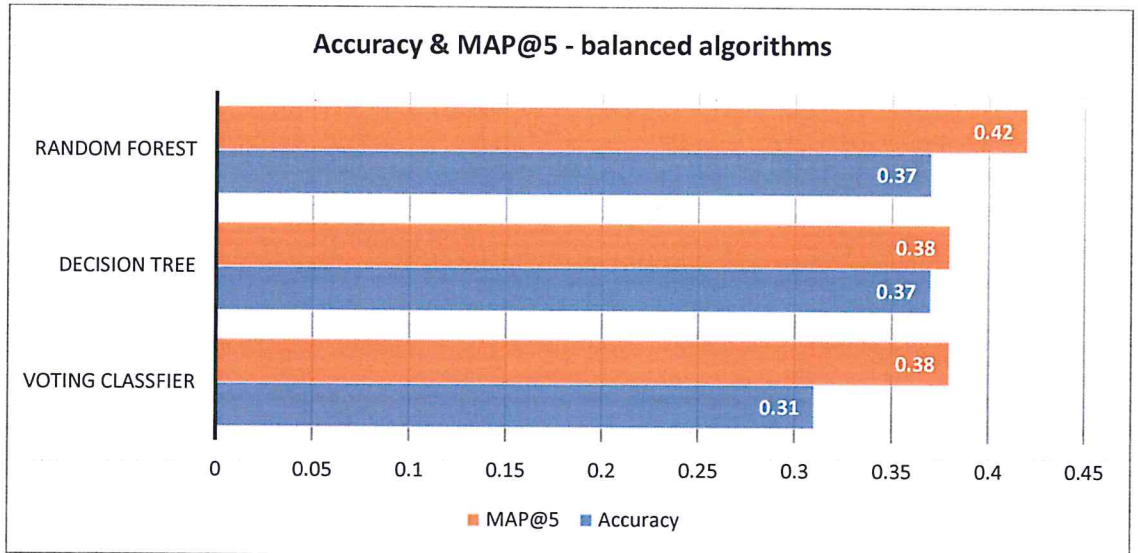 Accuracy & MAP@5 - balanced algorithms
RANDOM FOREST
0.42
0.37
DECISION TREE
0.38
0.37
VOTING CLASSFIER
0.38
0.31
0 0.05 0.1 0.15 0.2 0.25 0.3 0.35 0.4 0.45
MAP@5 Accuracy